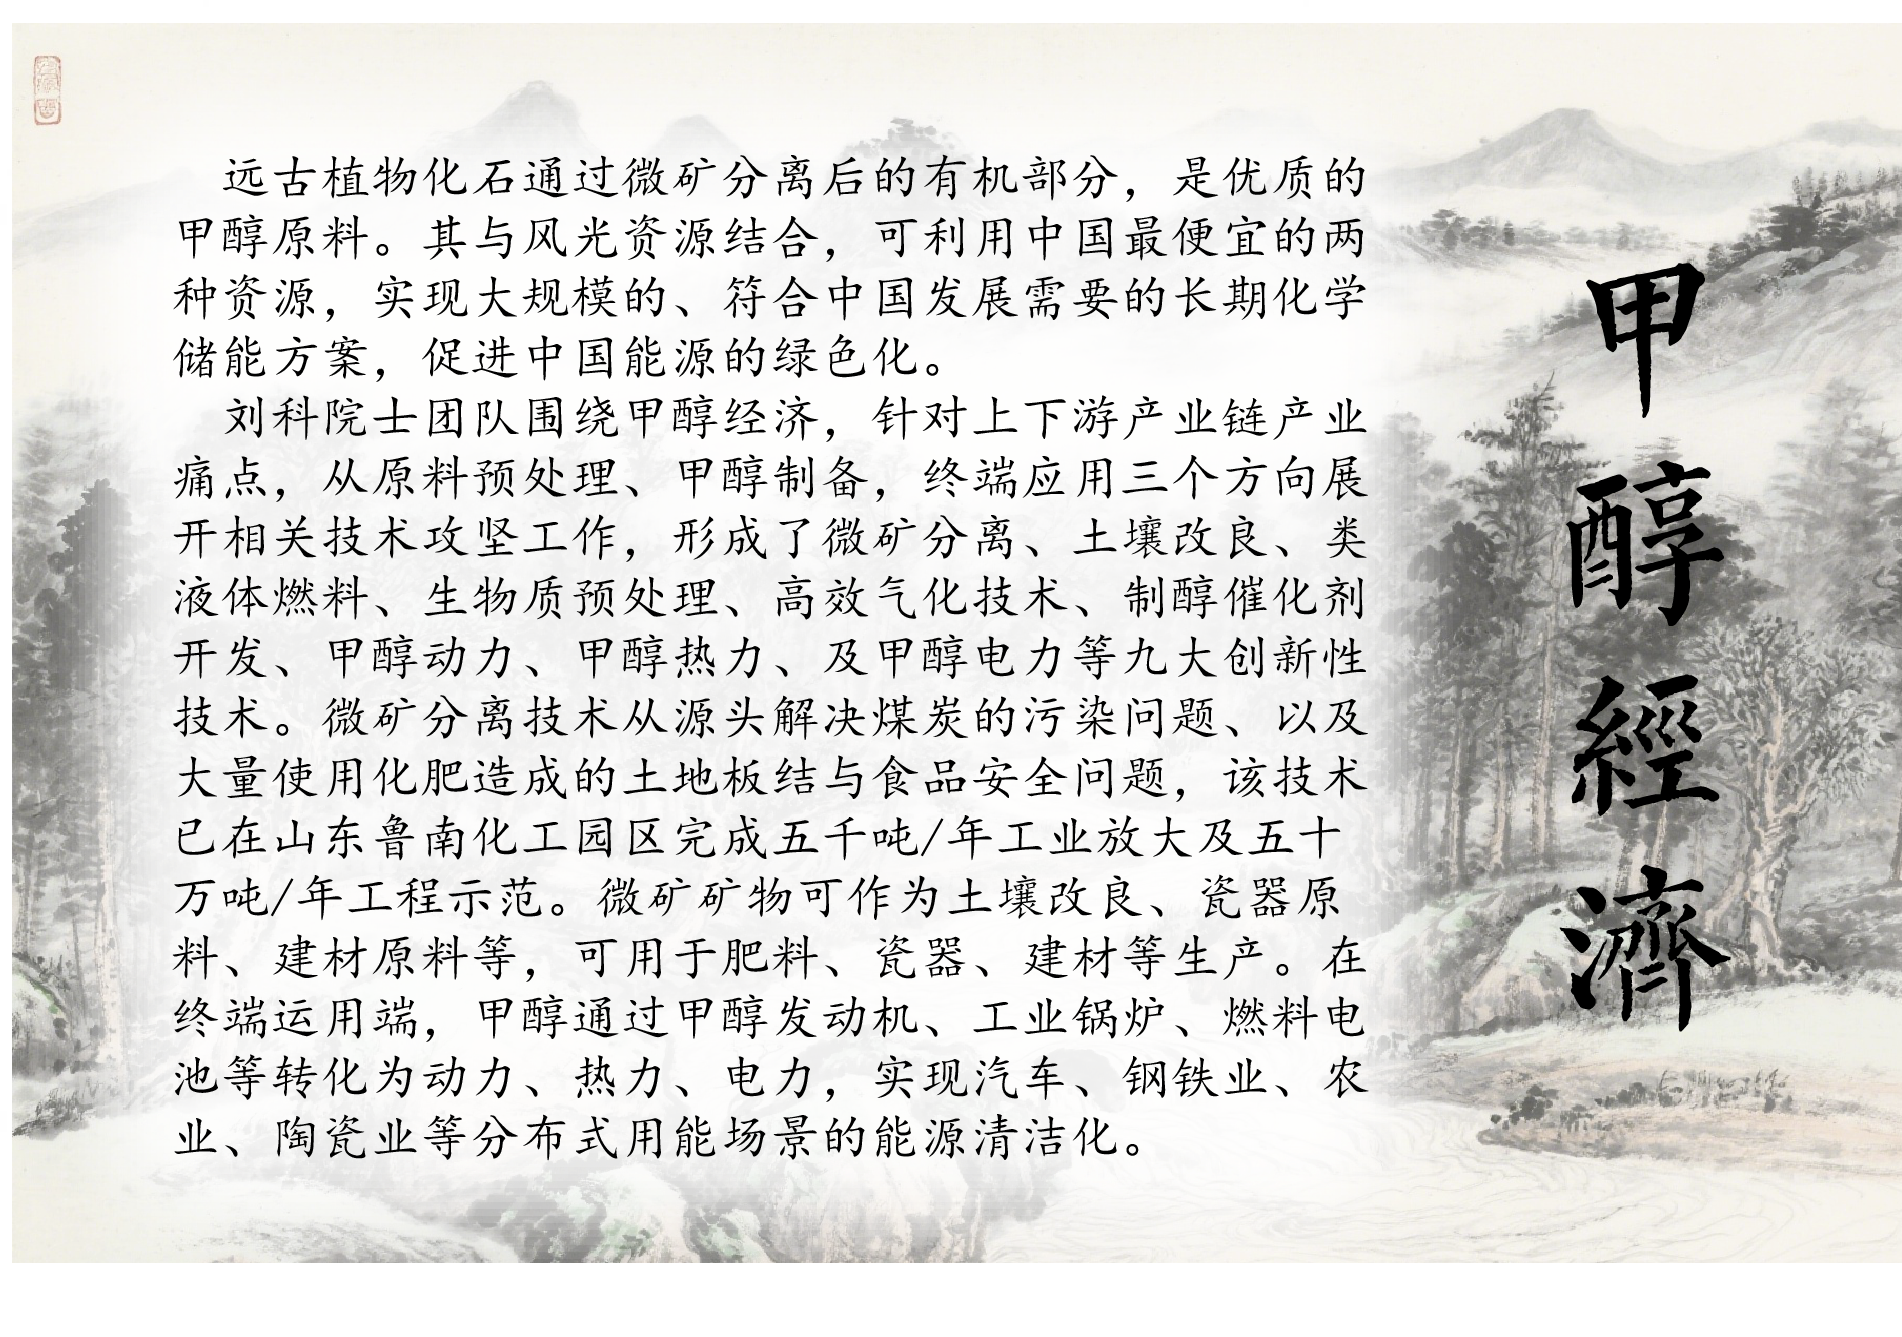 甲醇經濟
远古植物化石通过微矿分离后的有机部分，是优质的
甲醇原料。其与风光资源结合，可利用中国最便宜的两
种资源，实现大规模的、符合中国发展需要的长期化学
储能方案，促进中国能源的绿色化。
刘科院士团队围绕甲醇经济，针对上下游产业链产业
痛点，从原料预处理、甲醇制备，终端应用三个方向展
开相关技术攻坚工作，形成了微矿分离、土壤改良、类
液体燃料、生物质预处理、高效气化技术、制醇催化剂
开发、甲醇动力、甲醇热力、及甲醇电力等九大创新性
技术。微矿分离技术从源头解决煤炭的污染问题、以及
大量使用化肥造成的土地板结与食品安全问题，该技术
已在山东鲁南化工园区完成五千吨/年工业放大及五十
万吨/年工程示范。微矿矿物可作为土壤改良、瓷器原
料、建材原料等，可用于肥料、瓷器、建材等生产。在
终端运用端，甲醇通过甲醇发动机、工业锅炉、燃料电
池等转化为动力、热力、电力，实现汽车、钢铁业、农
业、陶瓷业等分布式用能场景的能源清洁化。